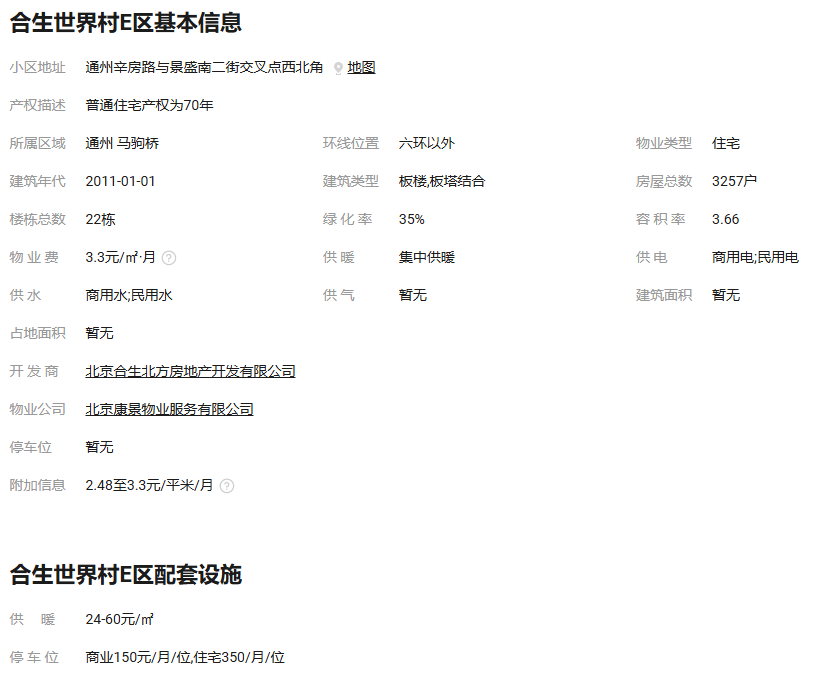 合生世界村E区基本信息
小区地址 通州辛房路与景盛南二街交叉点西北角 地图
产权描述 普通住宅产权为70年
所属区域 通州 马驹桥 环线位置 六环以外 物业类型 住宅
建筑年代 2011-01-01 建筑类型 板楼,板塔结合 房屋总数 3257户
楼栋总数 22栋 绿 化 率 35% 容 积 率 3.66
物 业 费 3.3元/㎡·月 ? 供 暖 集中供暖 供 电 商用电;民用电
供 水 商用水;民用水 供 气 暂无 建筑面积 暂无
占地面积 暂无
开 发 商 北京合生北方房地产开发有限公司
物业公司 北京康景物业服务有限公司
停车位 暂无
附加信息 2.48至3.3元/平米/月 ?
合生世界村E区配套设施
供 暖 24-60元/㎡
停 车 位 商业150元/月/位,住宅350/月/位